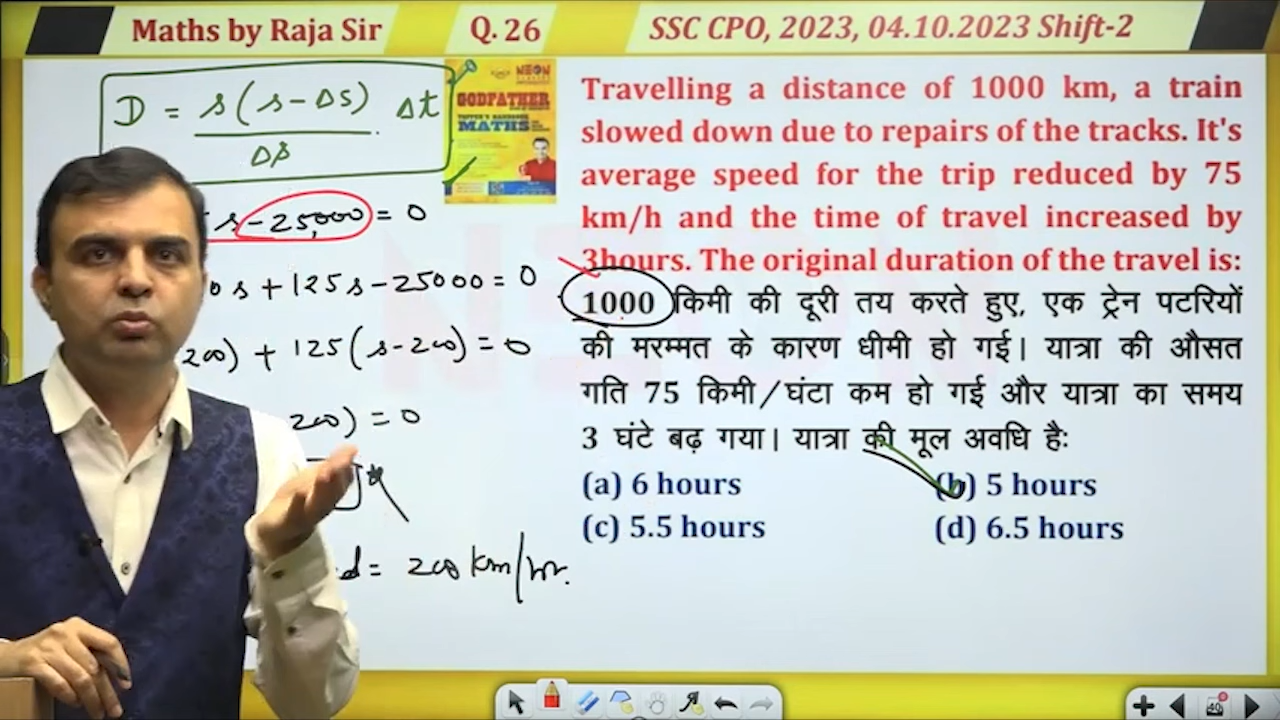 Maths by Raja Sir
Q. 26
SSC CPO, 2023, 04.10.2023 Shift-2
D = s(s-Δs) Δt
Δs
s - 25,000 = 0
0s + 125s - 25000 = 0
200) + 125(s-200) = 0
200) = 0
d = 200 km/hr.
NEON
GODFATHER
MATHS
Travelling a distance of 1000 km, a train
slowed down due to repairs of the tracks. It's
average speed for the trip reduced by 75
km/h and the time of travel increased by
3hours. The original duration of the travel is:
1000 किमी की दूरी तय करते हुए, एक ट्रेन पटरियों
की मरम्मत के कारण धीमी हो गई। यात्रा की औसत
गति 75 किमी/घंटा कम हो गई और यात्रा का समय
3 घंटे बढ़ गया। यात्रा की मूल अवधि है:
(a) 6 hours (b) 5 hours
(c) 5.5 hours (d) 6.5 hours
40